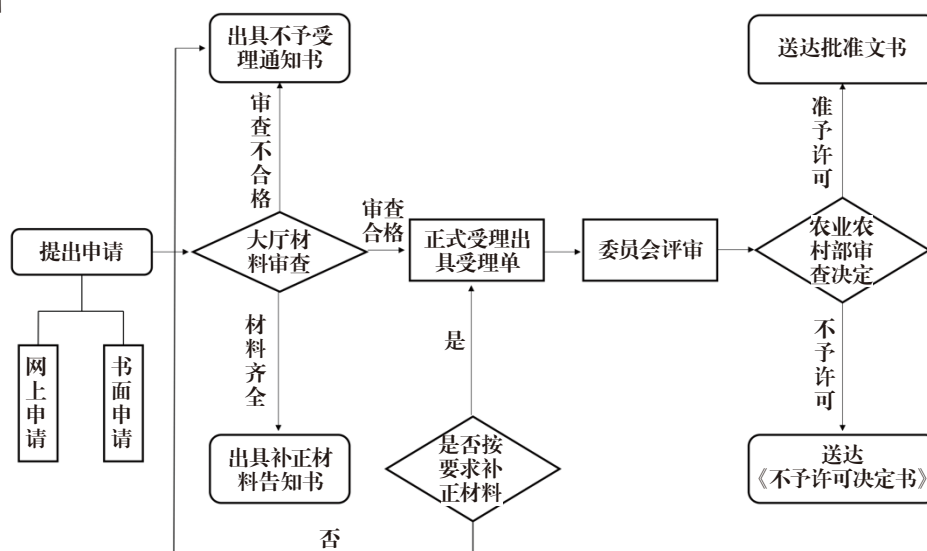 出具不予受
理通知书
送达批准文书
审查不合格
准予许可
提出申请
大厅材
料审查
审查
合格
正式受理出
具受理单
委员会评审
农业农
村部审
查决定
网上申请
书面申请
材料齐全
是
不予许可
出具补正材
料告知书
是否按
要求补
正材料
送达
《不予许可决定书》
否